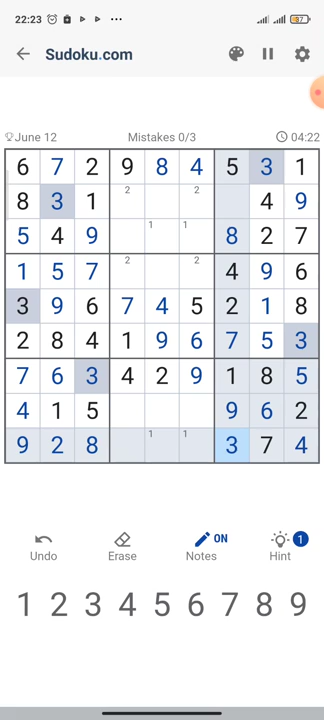 22:23 37
Sudoku.com
June 12 Mistakes 0/3 04:22
6 7 2 9 8 4 5 3 1
8 3 1 2 2 4 9
5 4 9 1 1 8 2 7
1 5 7 2 2 4 9 6
3 9 6 7 4 5 2 1 8
2 8 4 1 9 6 7 5 3
7 6 3 4 2 9 1 8 5
4 1 5 9 6 2
9 2 8 1 1 3 7 4
ON 1
Undo Erase Notes Hint
1 2 3 4 5 6 7 8 9